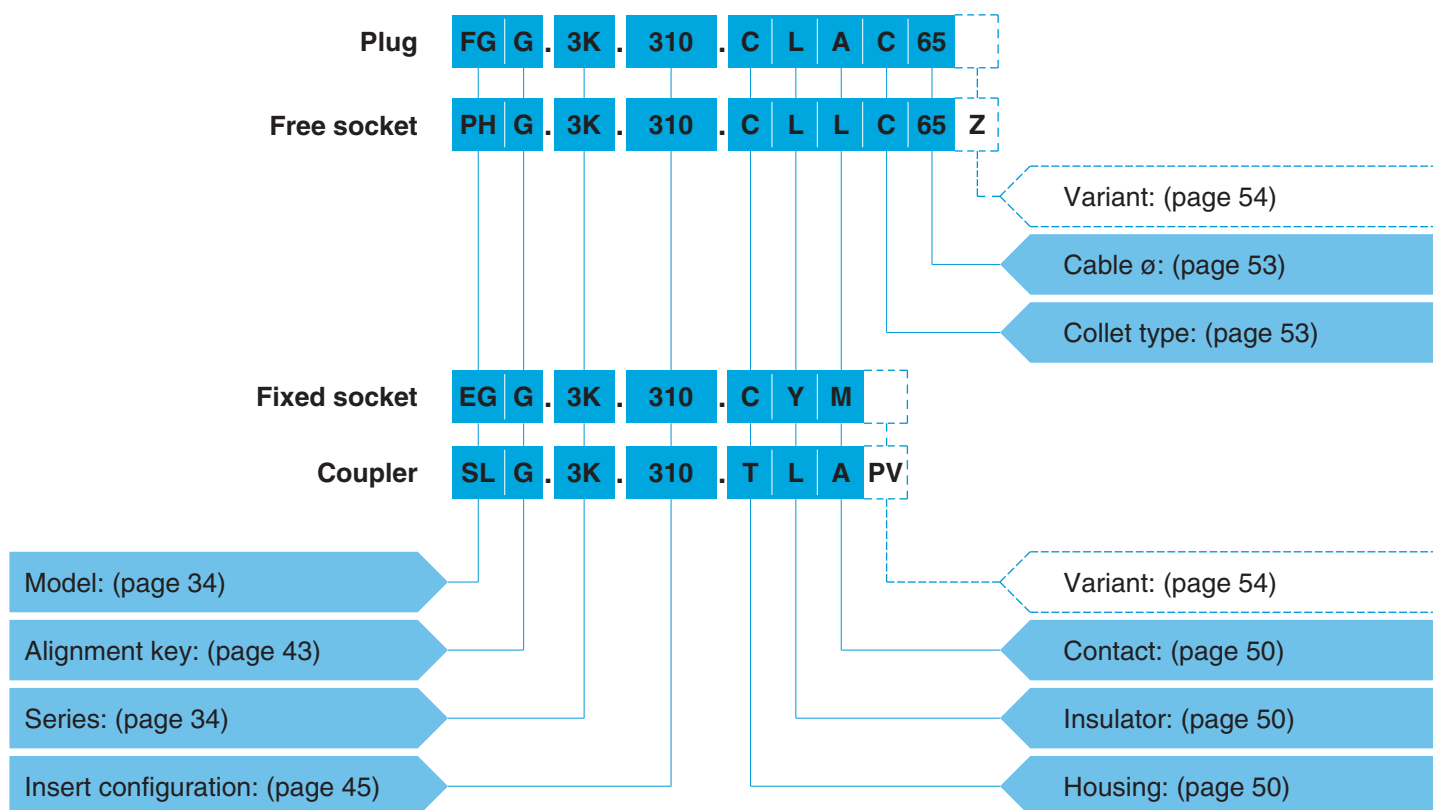 Plug FG G . 3K . 310 . C L A C 65
Free socket PH G . 3K . 310 . C L L C 65 Z
Variant: (page 54)
Cable ø: (page 53)
Collet type: (page 53)
Fixed socket EG G . 3K . 310 . C Y M
Coupler SL G . 3K . 310 . T L A PV
Model: (page 34)
Variant: (page 54)
Alignment key: (page 43)
Contact: (page 50)
Series: (page 34)
Insulator: (page 50)
Insert configuration: (page 45)
Housing: (page 50)